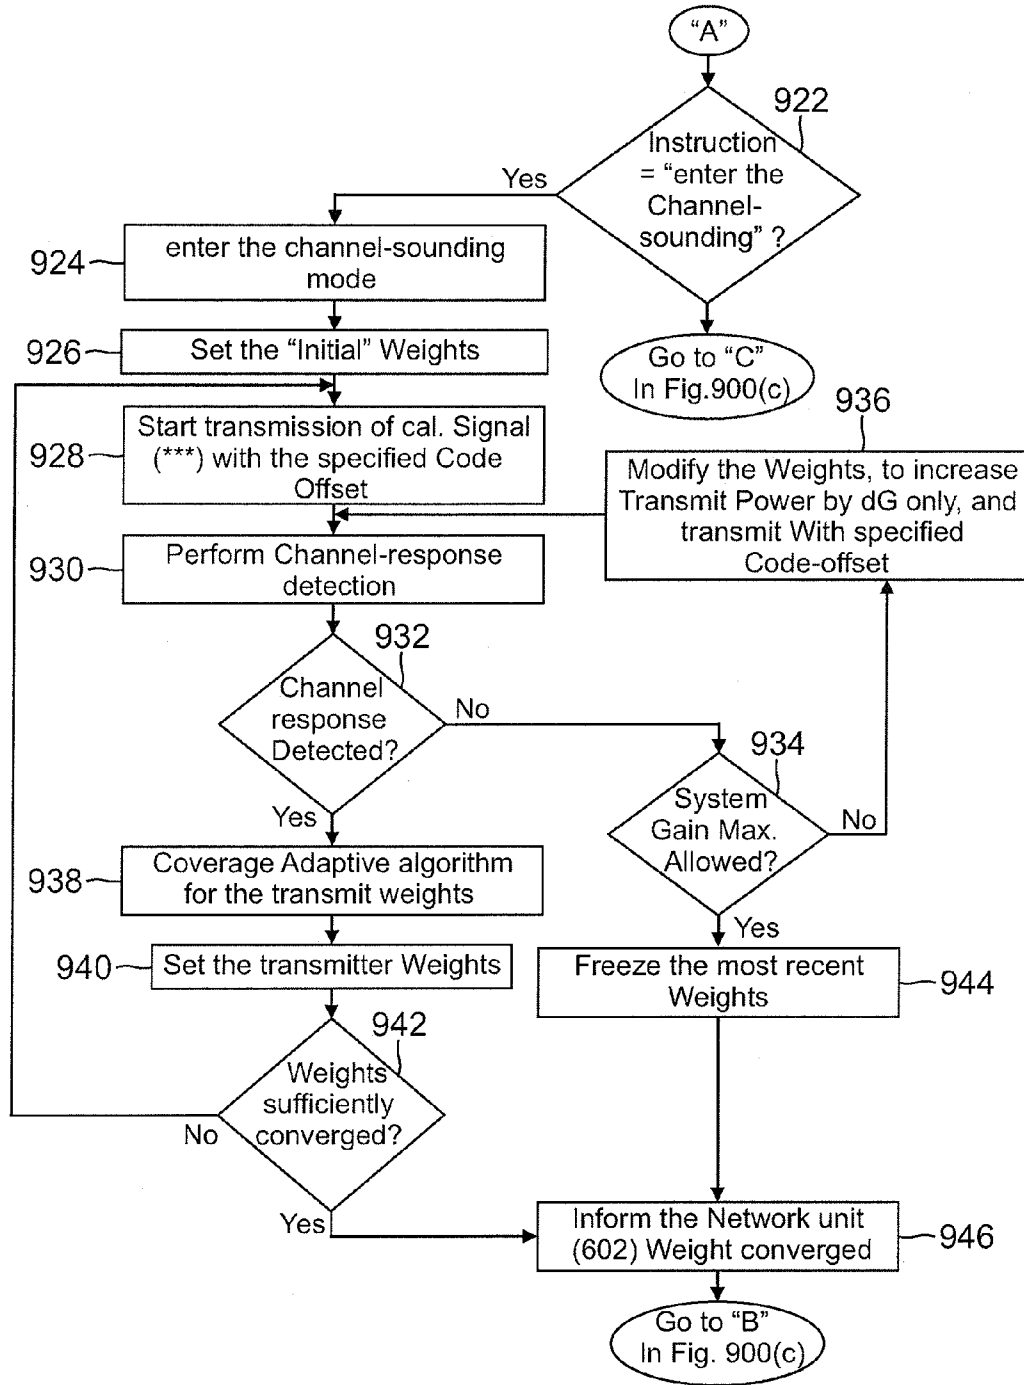 “A”
922
Instruction
= “enter the
Channel-
sounding” ?
Yes
924
enter the channel-sounding
mode
926
Set the “Initial” Weights
Go to “C”
In Fig.900(c)
928
Start transmission of cal. Signal
(***) with the specified Code
Offset
936
Modify the Weights, to increase
Transmit Power by dG only, and
transmit With specified
Code-offset
930
Perform Channel-response
detection
932
Channel
response
Detected?
No
Yes
934
System
Gain Max.
Allowed?
No
Yes
938
Coverage Adaptive algorithm
for the transmit weights
940
Set the transmitter Weights
Freeze the most recent
Weights
944
942
Weights
sufficiently
converged?
No
Yes
Inform the Network unit
(602) Weight converged
946
Go to “B”
In Fig. 900(c)